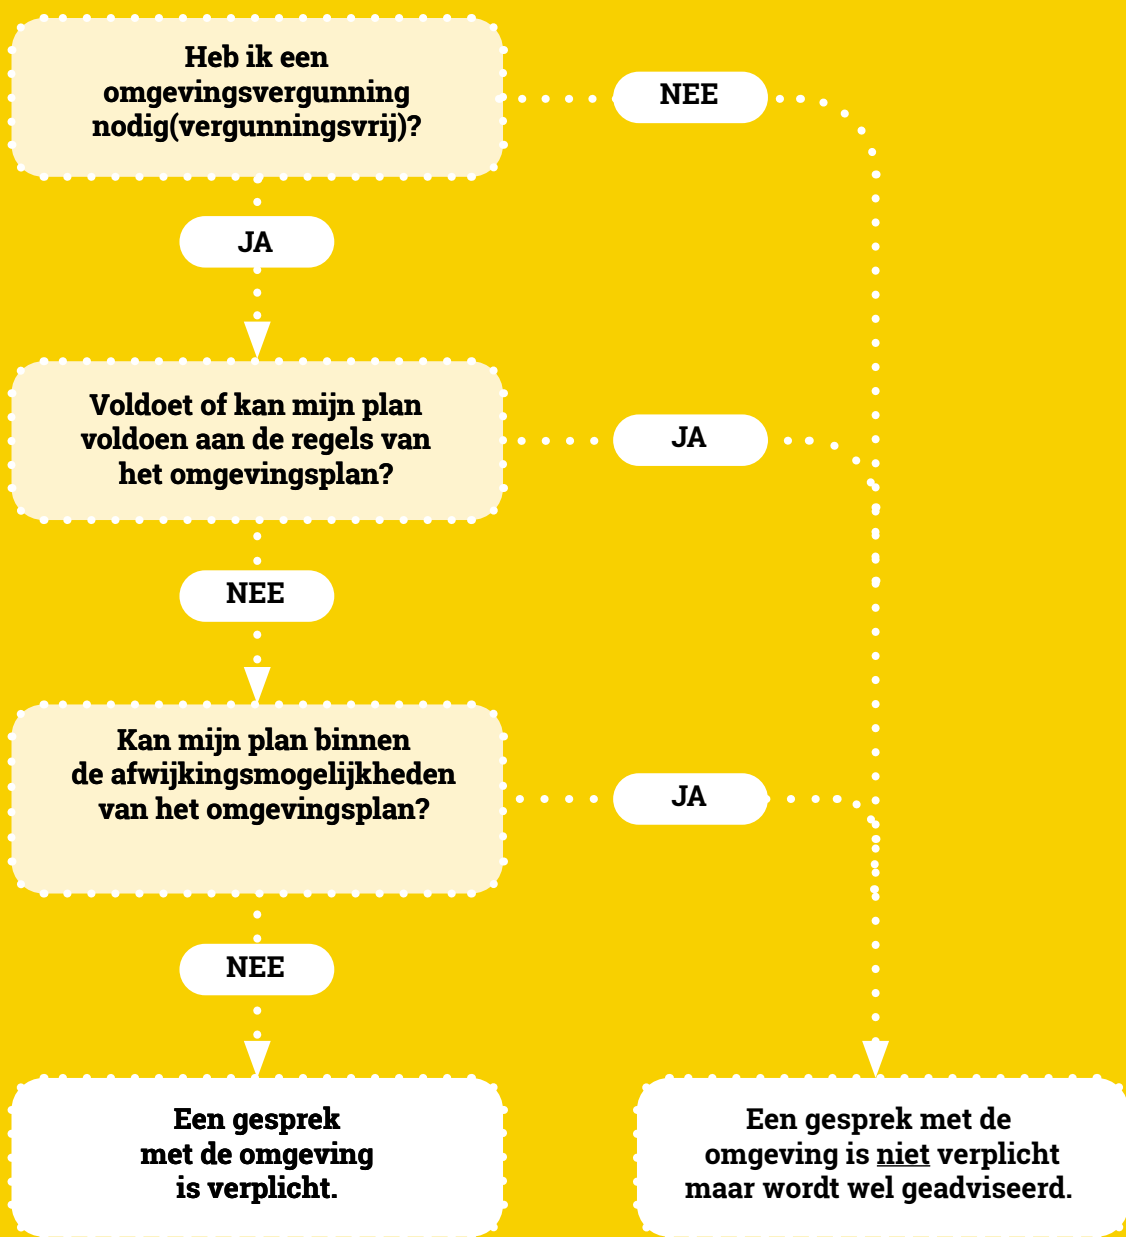 Heb ik een
omgevingsvergunning
nodig(vergunningsvrij)?
NEE
JA
Voldoet of kan mijn plan
voldoen aan de regels van
het omgevingsplan?
JA
NEE
Kan mijn plan binnen
de afwijkingsmogelijkheden
van het omgevingsplan?
JA
NEE
Een gesprek
met de omgeving
is verplicht.
Een gesprek met de
omgeving is niet verplicht
maar wordt wel geadviseerd.